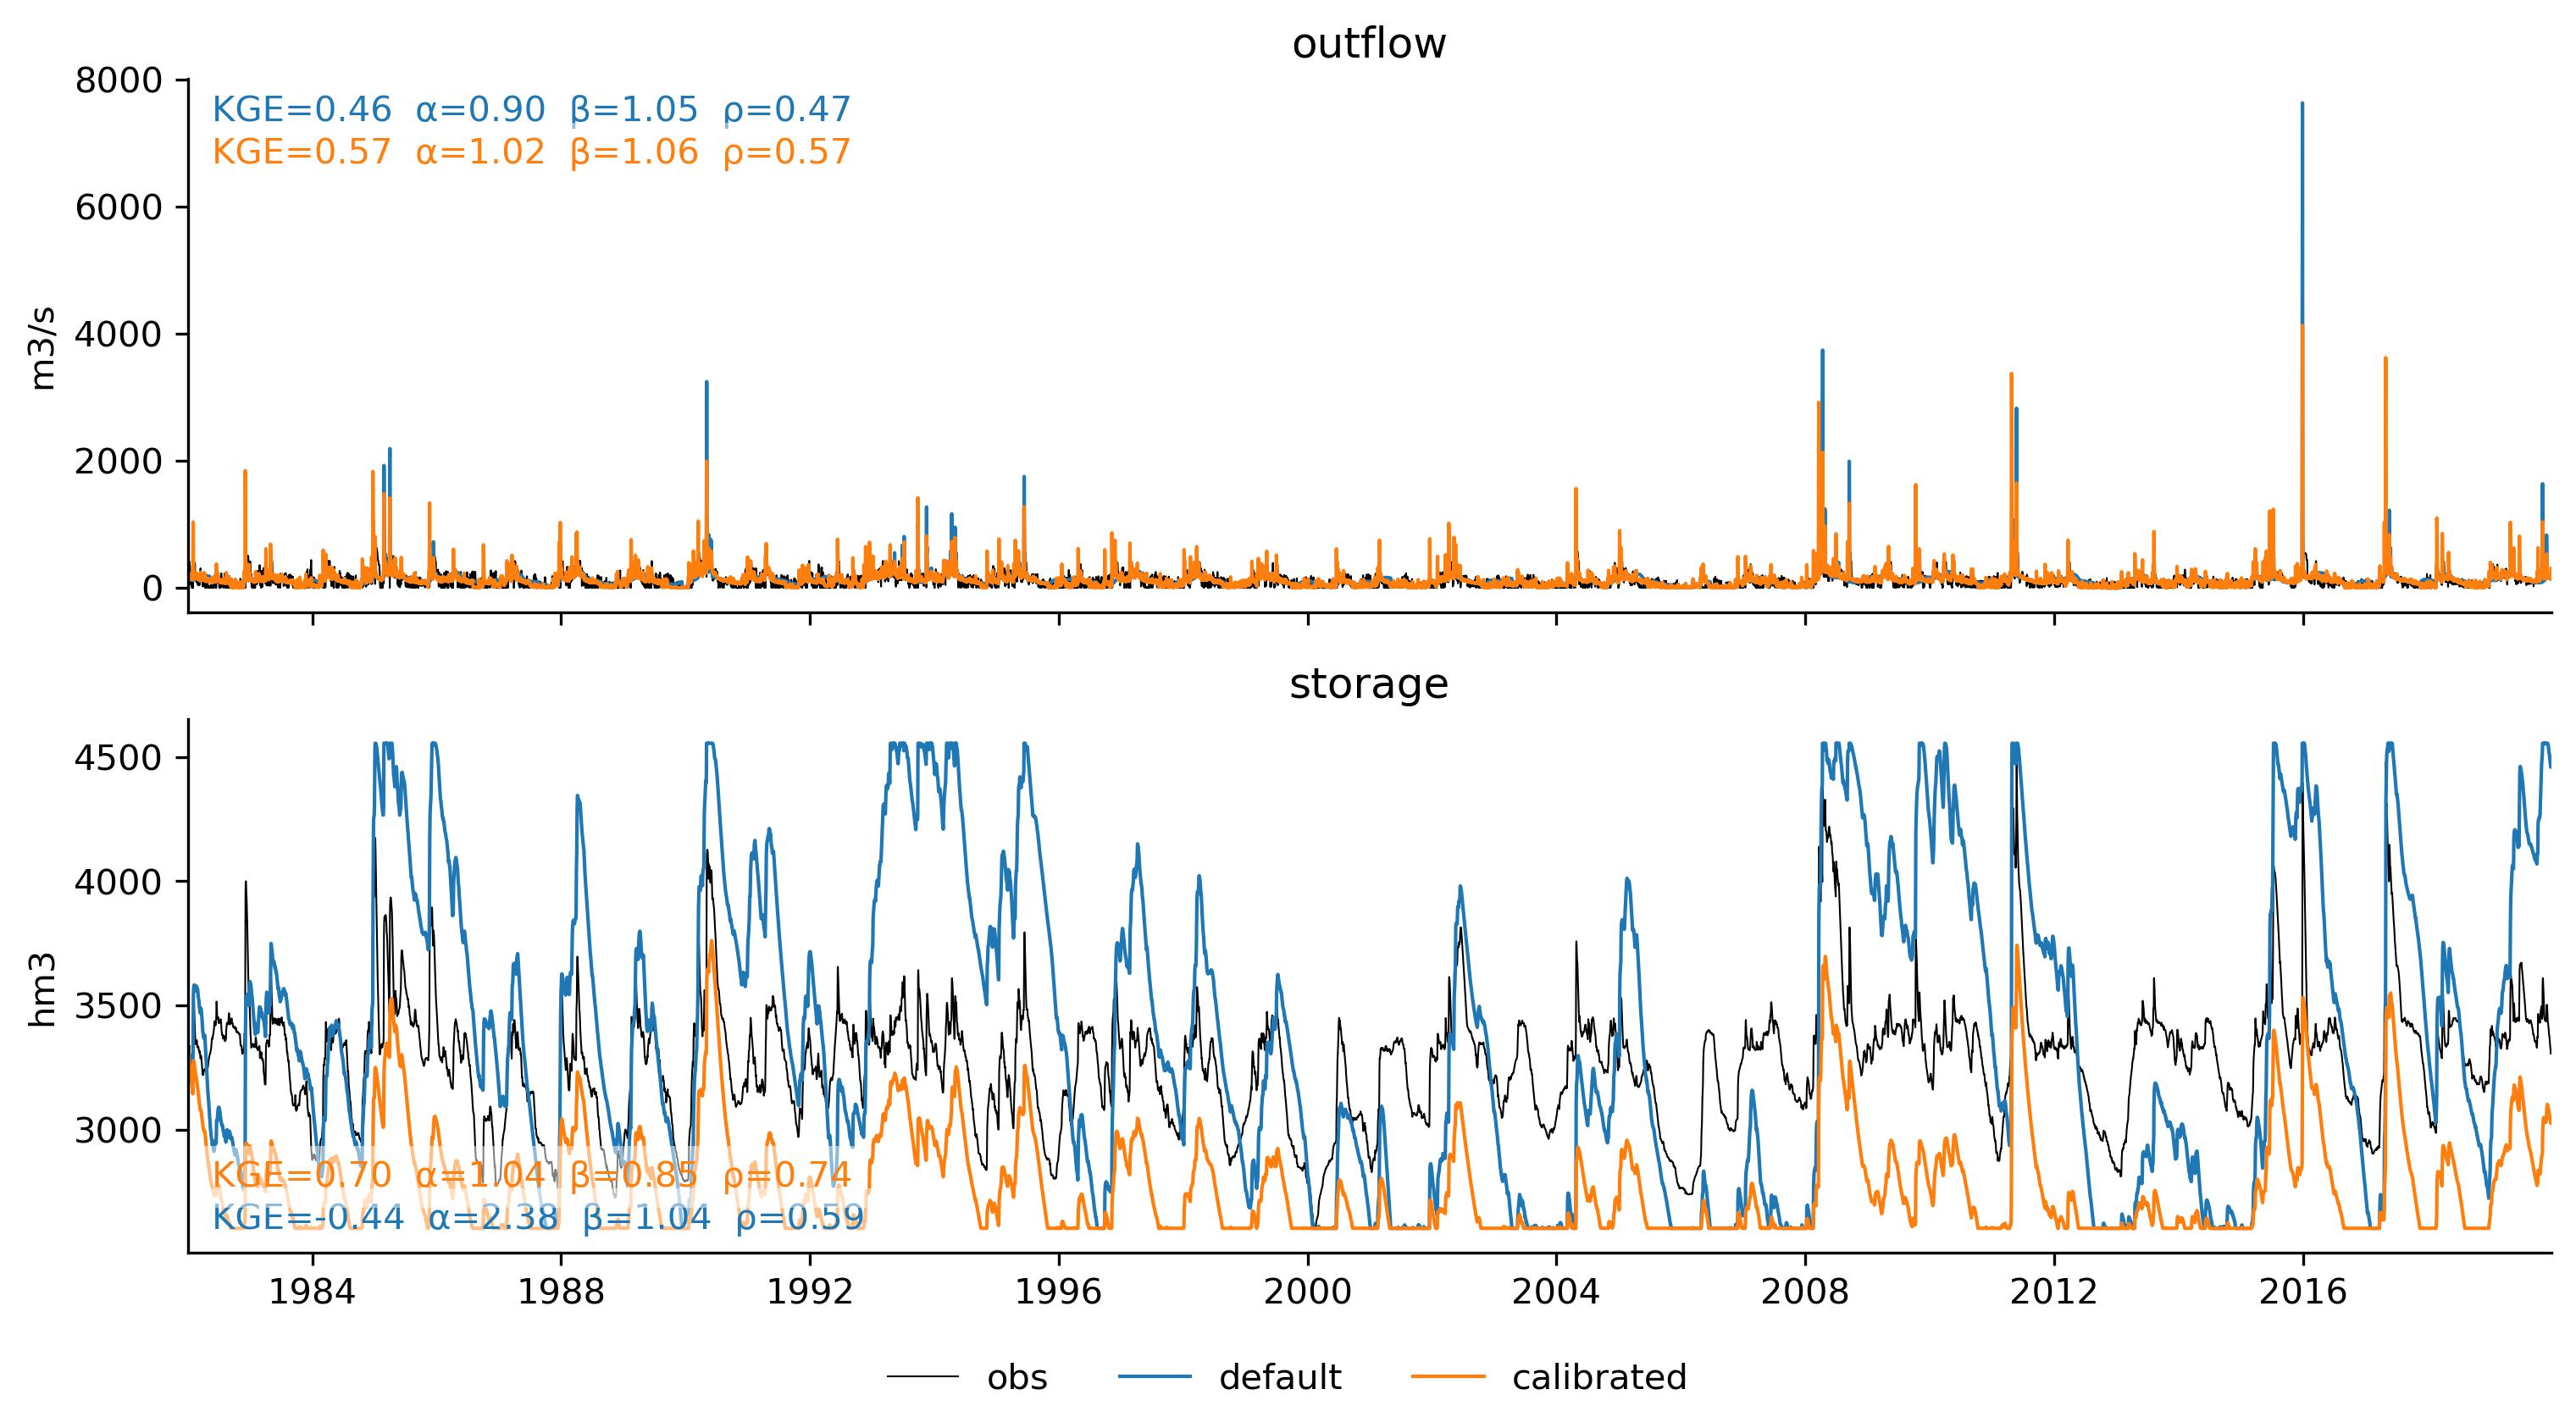 outflow
8000
KGE=0.46 α=0.90 β=1.05 ρ=0.47
KGE=0.57 α=1.02 β=1.06 ρ=0.57
6000
m3/s
4000
2000
0
storage
4500
4000
hm3
3500
3000
KGE=0.70 α=1.04 β=0.85 ρ=0.74
KGE=-0.44 α=2.38 β=1.04 ρ=0.59
1984 1988 1992 1996 2000 2004 2008 2012 2016
obs default calibrated